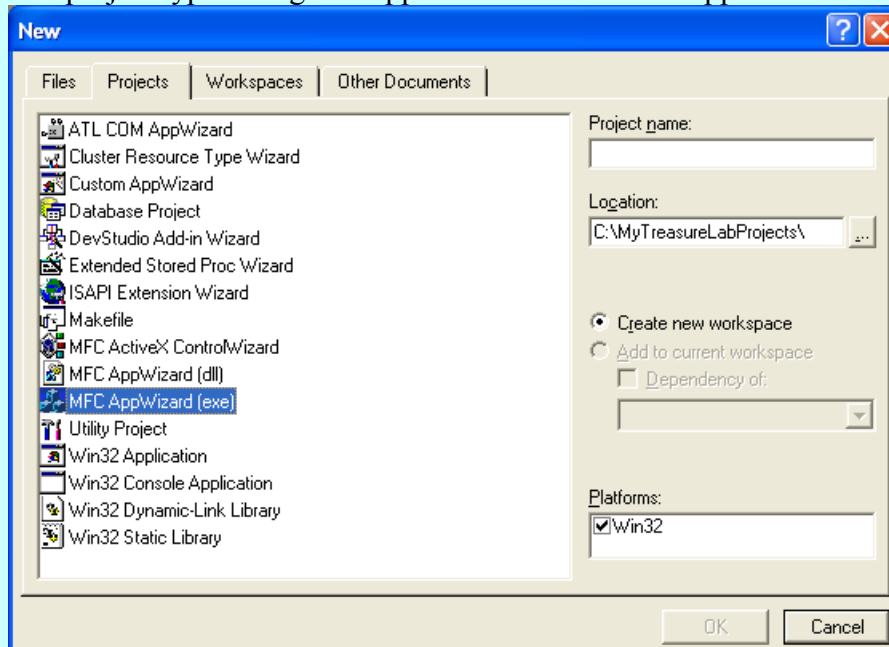 New
Files Projects Workspaces Other Documents
ATL COM AppWizard
Cluster Resource Type Wizard
Custom AppWizard
Database Project
DevStudio Add-in Wizard
Extended Stored Proc Wizard
ISAPI Extension Wizard
Makefile
MFC ActiveX ControlWizard
MFC AppWizard (dll)
MFC AppWizard (exe)
Utility Project
Win32 Application
Win32 Console Application
Win32 Dynamic-Link Library
Win32 Static Library
Project name:
Location:
C:\MyTreasureLabProjects\
...
Create new workspace
Add to current workspace
Dependency of:
Platforms:
Win32
OK Cancel